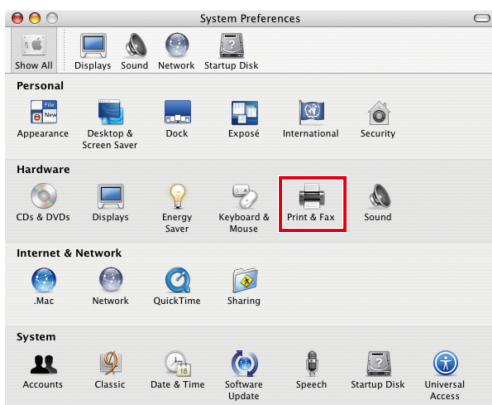 System Preferences
?
Show All Displays Sound Network Startup Disk
Personal
File
New
Appearance Desktop & Screen Saver Dock Exposé International Security
Hardware
CDs & DVDs Displays Energy Saver Keyboard & Mouse Print & Fax Sound
Internet & Network
.Mac Network QuickTime Sharing
System
9
18
?
Accounts Classic Date & Time Software Update Speech Startup Disk Universal Access